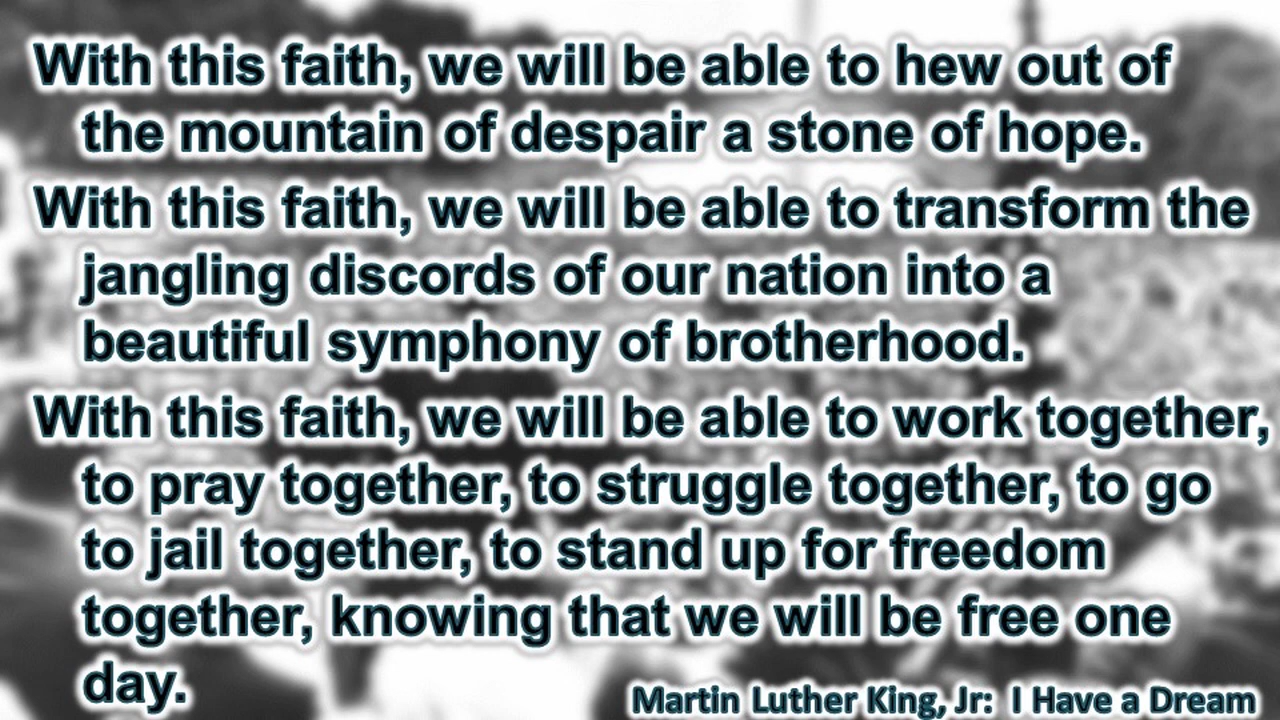 With this faith, we will be able to hew out of
the mountain of despair a stone of hope.
With this faith, we will be able to transform the
jangling discords of our nation into a
beautiful symphony of brotherhood.
With this faith, we will be able to work together,
to pray together, to struggle together, to go
to jail together, to stand up for freedom
together, knowing that we will be free one
day.
Martin Luther King, Jr:  I Have a Dream